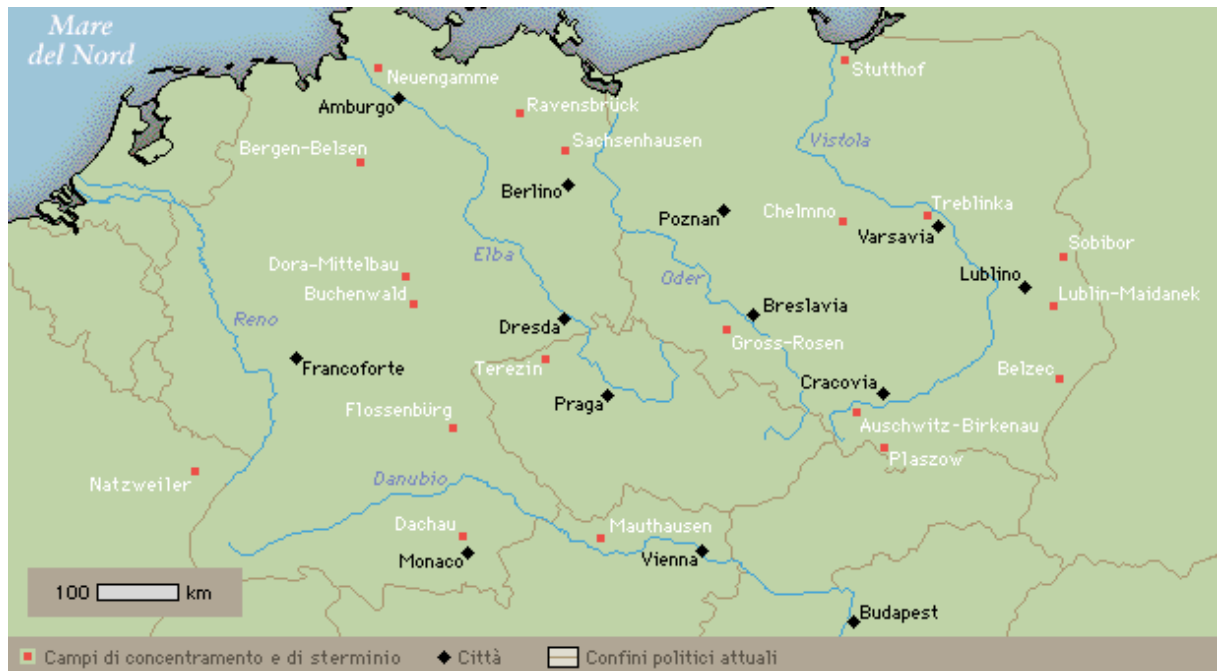 Mare
del Nord
Neuengamme
Stutthof
Amburgo
Ravensbrück
Bergen-Belsen
Sachsenhausen
Vistola
Berlino
Poznan
Chelmno
Treblinka
Varsavia
Sobibor
Dora-Mittelbau
Elba
Oder
Lublino
Buchenwald
Lublin-Maidanek
Reno
Breslavia
Dresda
Gross-Rosen
Francoforte
Terezin
Belzec
Cracovia
Praga
Flossenbürg
Auschwitz-Birkenau
Plaszow
Natzweiler
Danubio
Dachau
Mauthausen
Monaco
Vienna
100 km
Budapest
Campi di concentramento e di sterminio Città Confini politici attuali